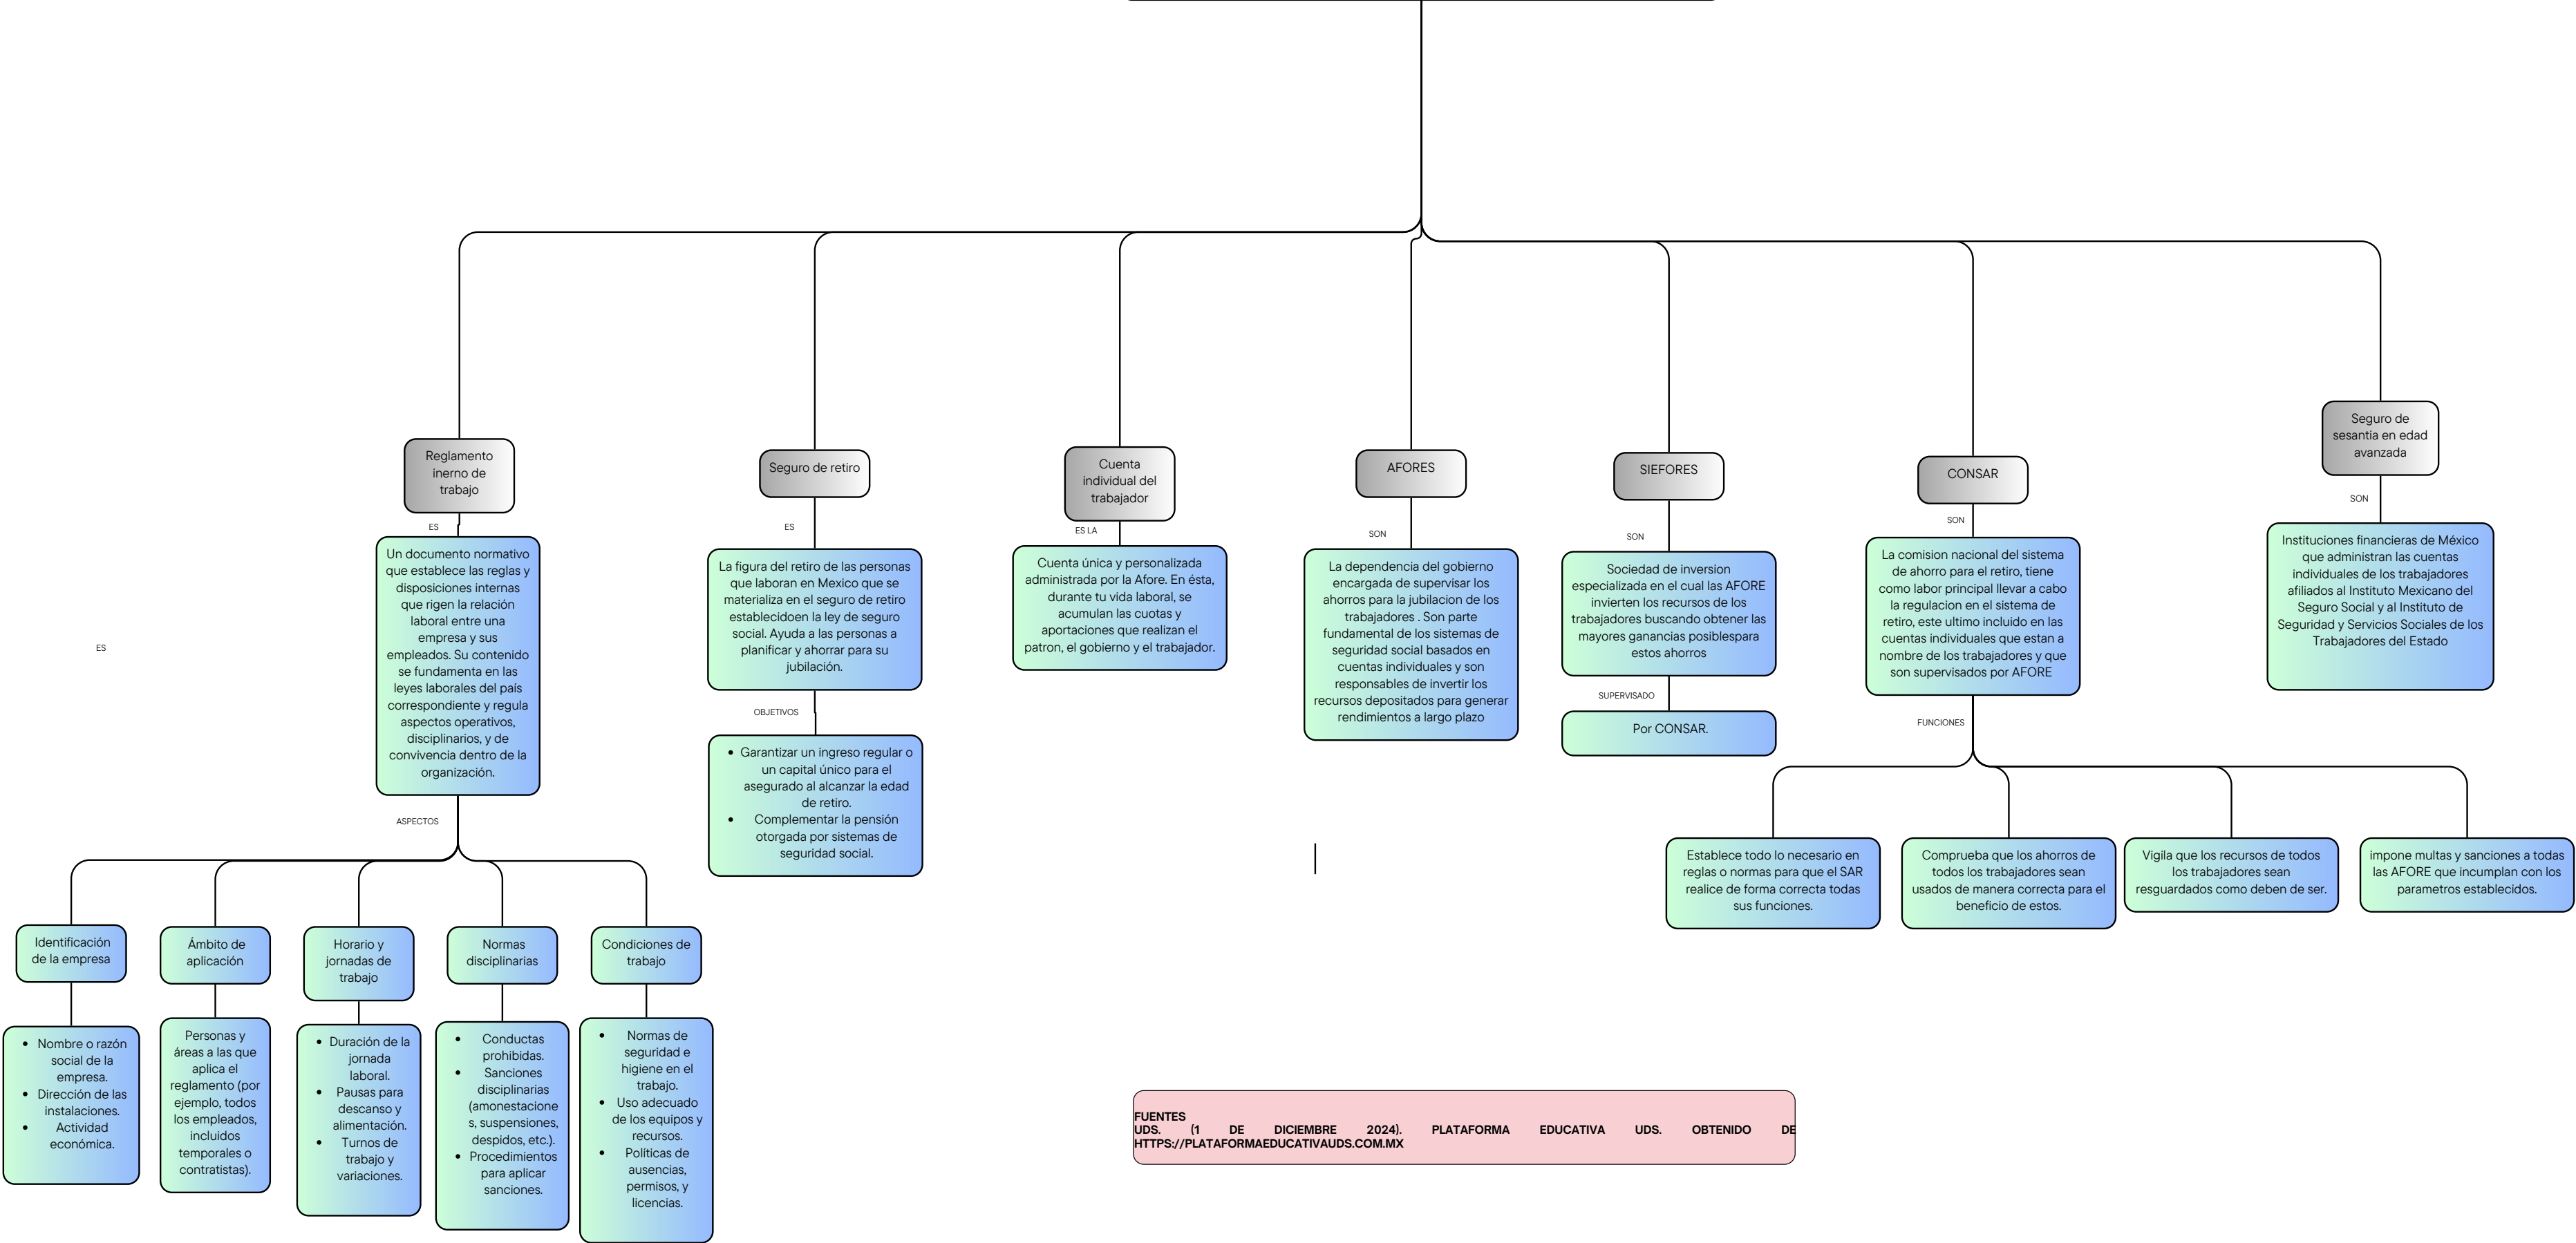 Reglamento
inerno de
trabajo
ES
Un documento normativo
que establece las reglas y
disposiciones internas
que rigen la relación
laboral entre una
empresa y sus
empleados. Su contenido
se fundamenta en las
leyes laborales del país
correspondiente y regula
aspectos operativos,
disciplinarios, y de
convivencia dentro de la
organización.
ES
ASPECTOS
Identificación
de la empresa
• Nombre o razón
social de la
empresa.
• Dirección de las
instalaciones.
• Actividad
económica.
Ámbito de
aplicación
Personas y
áreas a las que
aplica el
reglamento (por
ejemplo, todos
los empleados,
incluidos
temporales o
contratistas).
Horario y
jornadas de
trabajo
• Duración de la
jornada
laboral.
• Pausas para
descanso y
alimentación.
• Turnos de
trabajo y
variaciones.
Normas
disciplinarias
• Conductas
prohibidas.
• Sanciones
disciplinarias
(amonestacione
s, suspensiones,
despidos, etc.).
• Procedimientos
para aplicar
sanciones.
Condiciones de
trabajo
• Normas de
seguridad e
higiene en el
trabajo.
• Uso adecuado
de los equipos y
recursos.
• Políticas de
ausencias,
permisos, y
licencias.
Seguro de retiro
ES
La figura del retiro de las personas
que laboran en Mexico que se
materializa en el seguro de retiro
estableci­doen la ley de seguro
social. Ayuda a las personas a
planificar y ahorrar para su
jubilación.
OBJETIVOS
• Garantizar un ingreso regular o
un capital único para el
asegurado al alcanzar la edad
de retiro.
• Complementar la pensión
otorgada por sistemas de
seguridad social.
Cuenta
individual del
trabajador
ES LA
Cuenta única y personalizada
administrada por la Afore. En ésta,
durante tu vida laboral, se
acumulan las cuotas y
aportaciones que realizan el
patron, el gobierno y el trabajador.
AFORES
SON
La dependencia del gobierno
encargada de supervisar los
ahorros para la jubilacion de los
trabajadores . Son parte
fundamental de los sistemas de
seguridad social basados en
cuentas individuales y son
responsables de invertir los
recursos depositados para generar
rendimientos a largo plazo
SIEFORES
SON
Sociedad de inversion
especializada en el cual las AFORE
invierten los recursos de los
trabajadores buscando obtener las
mayores ganancias posiblespara
estos ahorros
SUPERVISADO
Por CONSAR.
CONSAR
SON
La comision nacional del sistema
de ahorro para el retiro, tiene
como labor principal llevar a cabo
la regulacion en el sistema de
retiro, este ultimo incluido en las
cuentas individuales que estan a
nombre de los trabajadores y que
son supervisados por AFORE
FUNCIONES
Establece todo lo necesario en
reglas o normas para que el SAR
realice de forma correcta todas
sus funciones.
Comprueba que los ahorros de
todos los trabajadores sean
usados de manera correcta para el
beneficio de estos.
Vigila que los recursos de todos
los trabajadores sean
resguardados como deben de ser.
impone multas y sanciones a todas
las AFORE que incumplan con los
parametros establecidos.
Seguro de
sesantia en edad
avanzada
SON
Instituciones financieras de México
que administran las cuentas
individuales de los trabajadores
afiliados al Instituto Mexicano del
Seguro Social y al Instituto de
Seguridad y Servicios Sociales de los
Trabajadores del Estado
FUENTES
UDS. (1 DE DICIEMBRE 2024). PLATAFORMA EDUCATIVA UDS. OBTENIDO DE
HTTPS://PLATAFORMAEDUCATIVAUDS.COM.MX